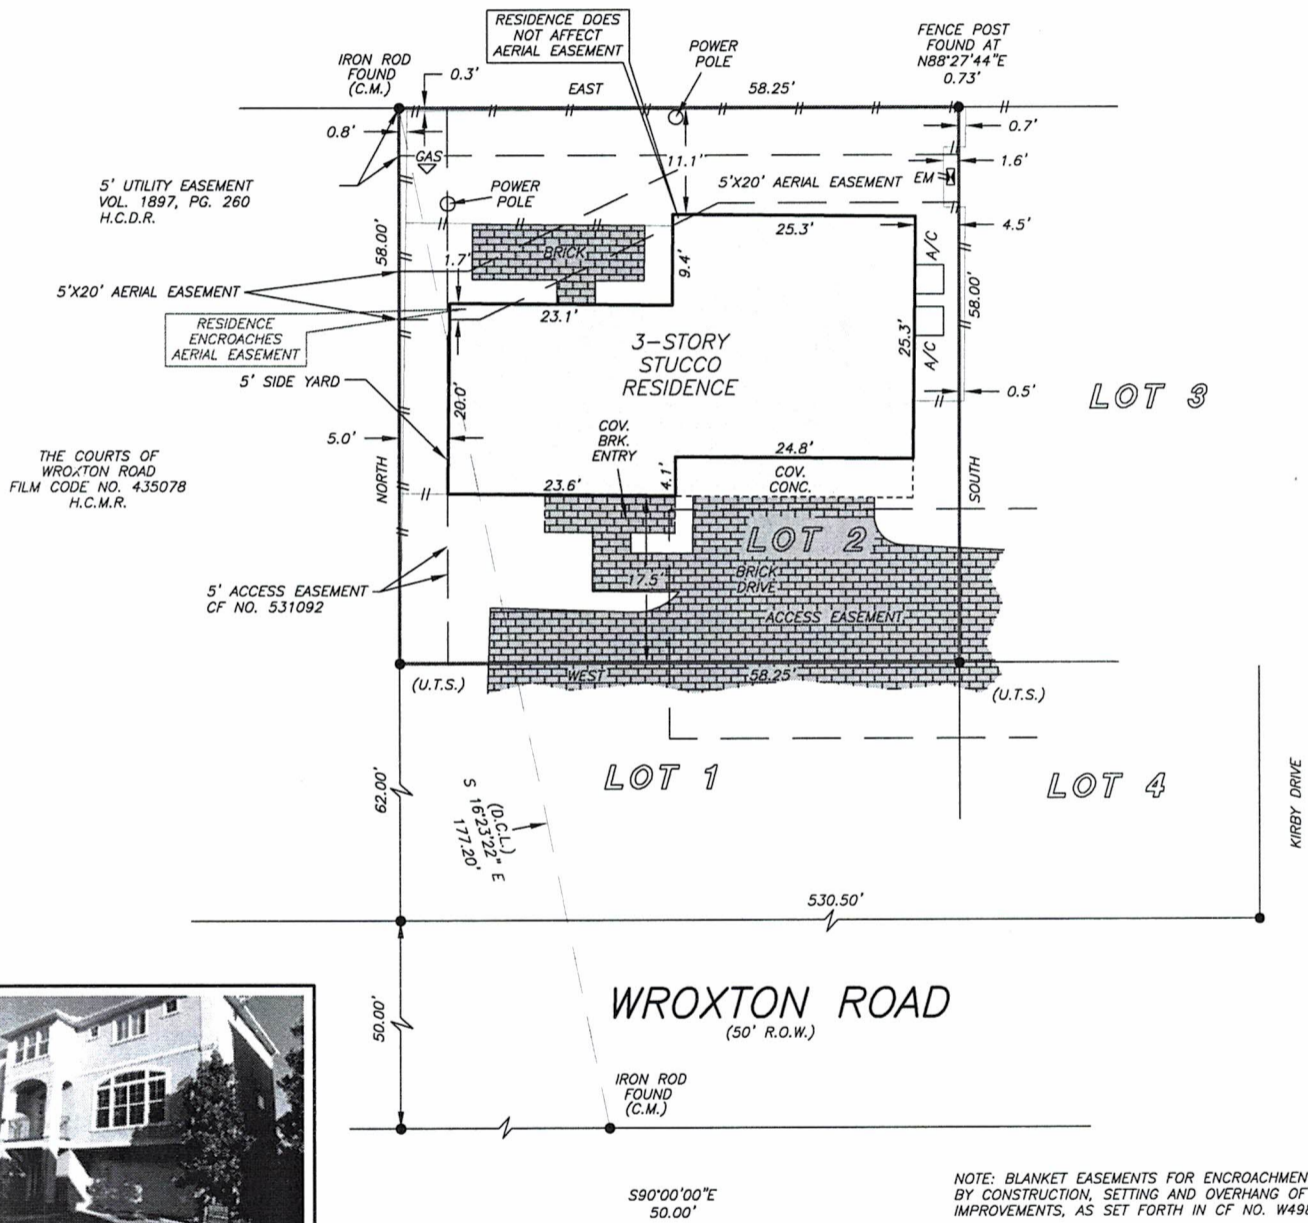 RESIDENCE DOES
NOT AFFECT
AERIAL EASEMENT
POWER
POLE
FENCE POST
FOUND AT
N88°27'44"E
0.73'
IRON ROD
FOUND
(C.M.)
0.3'
EAST
58.25'
0.8'
0.7'
GAS
11.1'
1.6'
5' UTILITY EASEMENT
VOL. 1897, PG. 260
H.C.D.R.
POWER
POLE
5'X20' AERIAL EASEMENT
EM
58.00'
25.3'
4.5'
A/C
BRICK
1.7'
9.4'
5'X20' AERIAL EASEMENT
58.00'
23.1'
RESIDENCE
ENCROACHES
AERIAL EASEMENT
3-STORY
STUCCO
RESIDENCE
25.3'
A/C
5' SIDE YARD
20.0'
0.5'
LOT 3
COV.
BRK.
ENTRY
5.0'
24.8'
THE COURTS OF
WROXTON ROAD
FILM CODE NO. 435078
H.C.M.R.
NORTH
4.1'
COV.
CONC.
SOUTH
23.6'
LOT 2
17.5'
BRICK
DRIVE
5' ACCESS EASEMENT
CF NO. 531092
ACCESS EASEMENT
WEST
58.25'
(U.T.S.)
(U.T.S.)
62.00'
LOT 1
LOT 4
KIRBY DRIVE
(D.C.L.)
S 16°23'22" E
177.20'
530.50'
50.00'
WROXTON ROAD
(50' R.O.W.)
IRON ROD
FOUND
(C.M.)
S90°00'00"E
50.00'
NOTE: BLANKET EASEMENTS FOR ENCROACHMEN
BY CONSTRUCTION, SETTING AND OVERHANG OF
IMPROVEMENTS, AS SET FORTH IN CF NO.